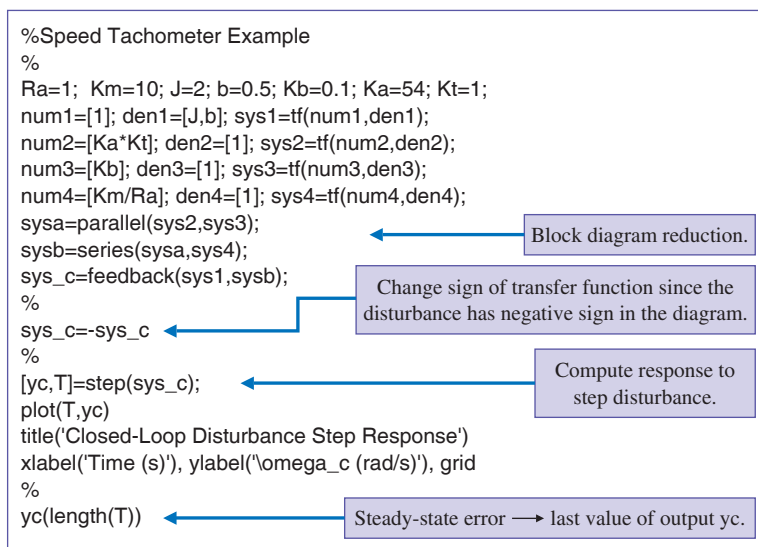 %Speed Tachometer Example
%
Ra=1; Km=10; J=2; b=0.5; Kb=0.1; Ka=54; Kt=1;
num1=[1]; den1=[J,b]; sys1=tf(num1,den1);
num2=[Ka*Kt]; den2=[1]; sys2=tf(num2,den2);
num3=[Kb]; den3=[1]; sys3=tf(num3,den3);
num4=[Km/Ra]; den4=[1]; sys4=tf(num4,den4);
sysa=parallel(sys2,sys3);
sysb=series(sysa,sys4);
Block diagram reduction.
sys_c=feedback(sys1,sysb);
%
Change sign of transfer function since the
disturbance has negative sign in the diagram.
sys_c=-sys_c
%
[yc,T]=step(sys_c);
Compute response to
step disturbance.
plot(T,yc)
title('Closed-Loop Disturbance Step Response')
xlabel('Time (s)'), ylabel('\omega_c (rad/s)'), grid
%
yc(length(T))
Steady-state error ⟶ last value of output yc.